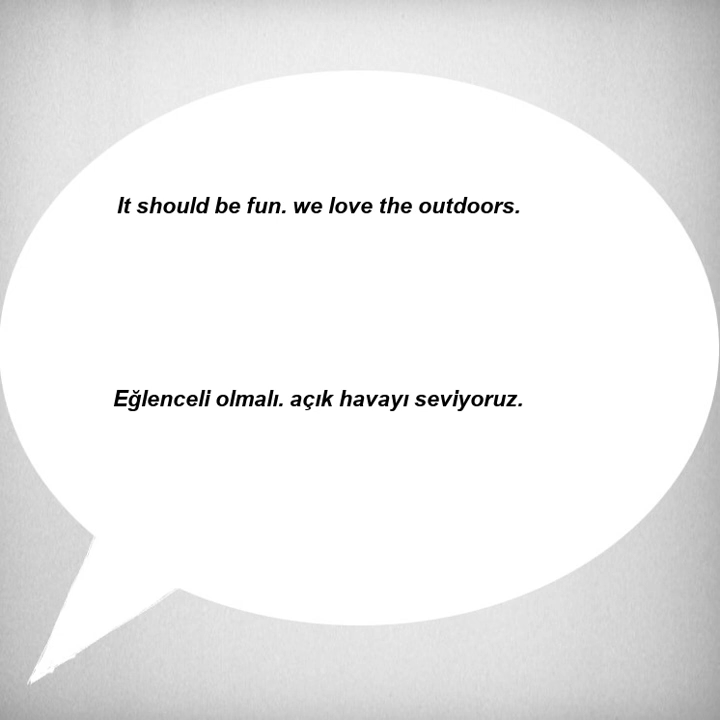 It should be fun. we love the outdoors.
Eğlenceli olmalı. açık havayı seviyoruz.